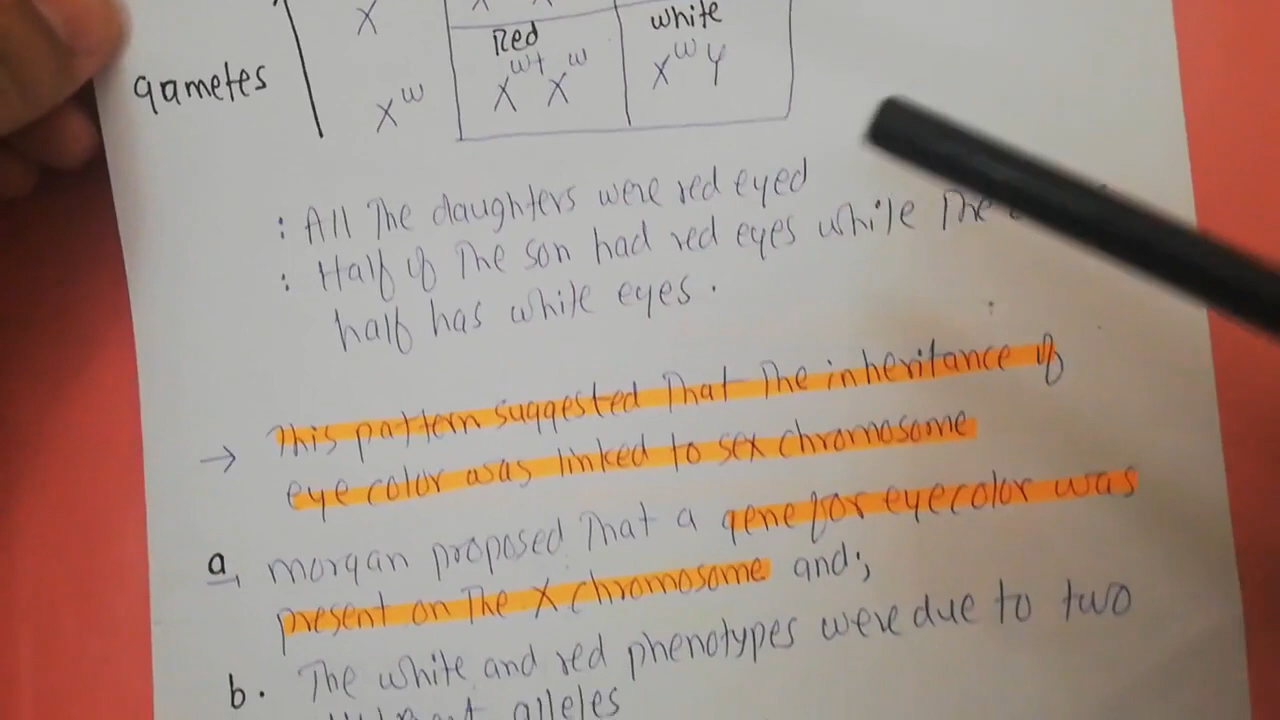 X
Red white
gametes X^w X^w+ X^w X^w Y
: All The daughters were red eyed
: Half of The son had red eyes while The
half has white eyes.
→ This pattern suggested That The inheritance of
eye color was linked to sex chromosome
a, morgan proposed That a gene for eyecolor was
present on The X chromosome and;
b. The white and red phenotypes were due to two
alleles